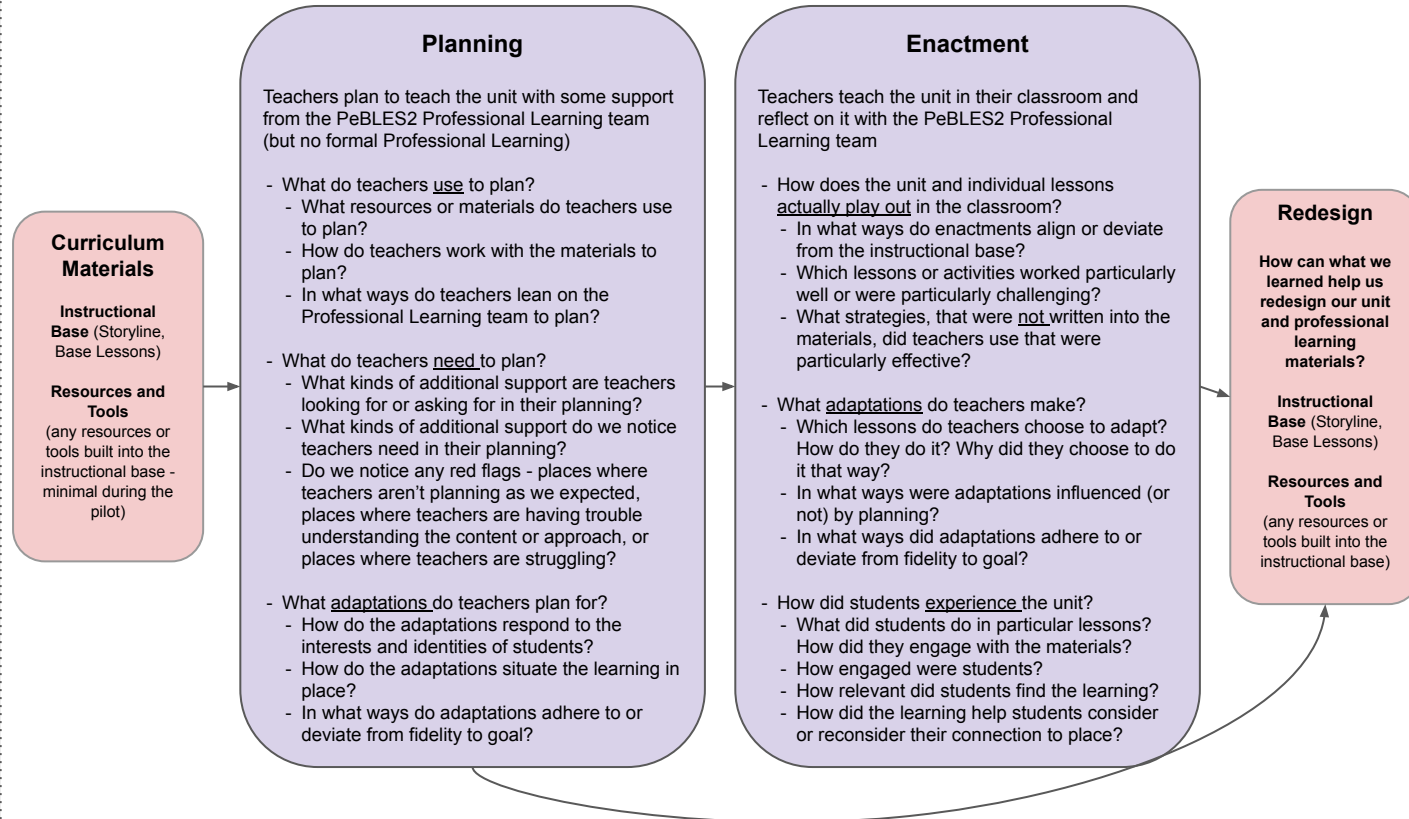 Curriculum
Materials
Instructional
Base (Storyline,
Base Lessons)
Resources and
Tools
(any resources or
tools built into the
instructional base -
minimal during the
pilot)
Planning
Teachers plan to teach the unit with some support
from the PeBLES2 Professional Learning team
(but no formal Professional Learning)
- What do teachers use to plan?
- What resources or materials do teachers use
to plan?
- How do teachers work with the materials to
plan?
- In what ways do teachers lean on the
Professional Learning team to plan?
- What do teachers need to plan?
- What kinds of additional support are teachers
looking for or asking for in their planning?
- What kinds of additional support do we notice
teachers need in their planning?
- Do we notice any red flags - places where
teachers aren't planning as we expected,
places where teachers are having trouble
understanding the content or approach, or
places where teachers are struggling?
- What adaptations do teachers plan for?
- How do the adaptations respond to the
interests and identities of students?
- How do the adaptations situate the learning in
place?
- In what ways do adaptations adhere to or
deviate from fidelity to goal?
Enactment
Teachers teach the unit in their classroom and
reflect on it with the PeBLES2 Professional
Learning team
- How does the unit and individual lessons
actually play out in the classroom?
- In what ways do enactments align or deviate
from the instructional base?
- Which lessons or activities worked particularly
well or were particularly challenging?
- What strategies, that were not written into the
materials, did teachers use that were
particularly effective?
- What adaptations do teachers make?
- Which lessons do teachers choose to adapt?
How do they do it? Why did they choose to do
it that way?
- In what ways were adaptations influenced (or
not) by planning?
- In what ways did adaptations adhere to or
deviate from fidelity to goal?
- How did students experience the unit?
- What did students do in particular lessons?
How did they engage with the materials?
- How engaged were students?
- How relevant did students find the learning?
- How did the learning help students consider
or reconsider their connection to place?
Redesign
How can what we
learned help us
redesign our unit
and professional
learning
materials?
Instructional
Base (Storyline,
Base Lessons)
Resources and
Tools
(any resources or
tools built into the
instructional base)